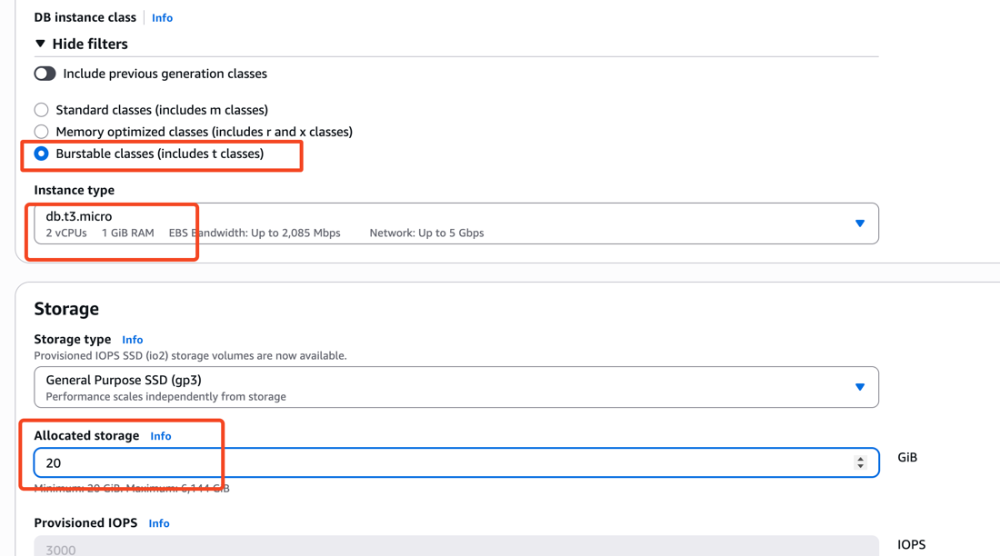 DB instance class Info
Hide filters
Include previous generation classes
Standard classes (includes m classes)
Memory optimized classes (includes r and x classes)
Burstable classes (includes t classes)
Instance type
db.t3.micro
2 vCPUs 1 GiB RAM EBS Bandwidth: Up to 2,085 Mbps Network: Up to 5 Gbps
Storage
Storage type Info
Provisioned IOPS SSD (io2) storage volumes are now available.
General Purpose SSD (gp3)
Performance scales independently from storage
Allocated storage Info
20 GiB
Minimum: 20 GiB. Maximum: 6,144 GiB
Provisioned IOPS Info
3000 IOPS